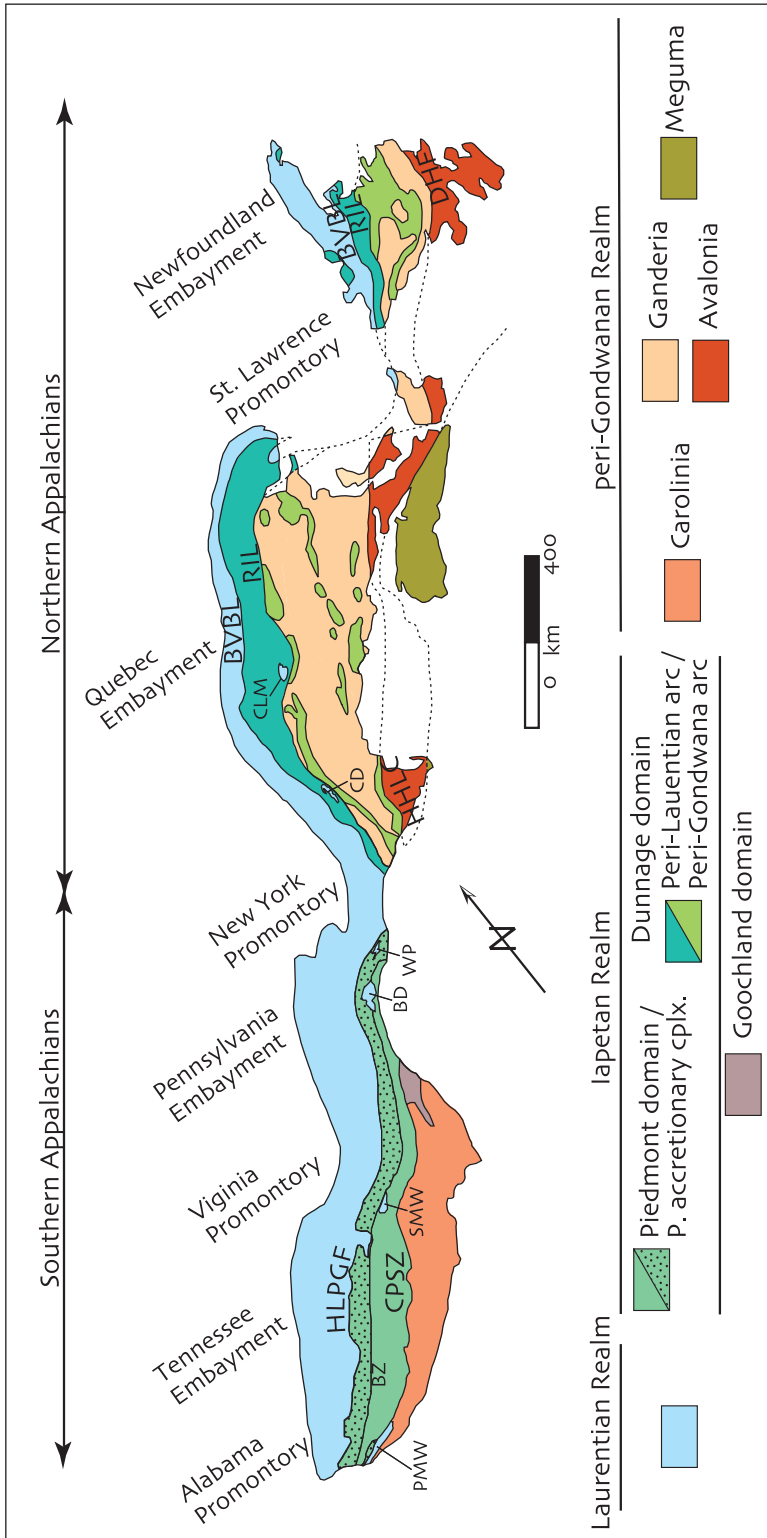 Southern Appalachians
Northern Appalachians
Alabama
Promontory
Tennessee
Embayment
Viginia
Promontory
Pennsylvania
Embayment
New York
Promontory
Quebec
Embayment
St. Lawrence
Promontory
Newfoundland
Embayment
HLPGF
BZ
CPSZ
PMW
SMW
BD
WP
BVBL
RIL
CLM
CD
AHLC
BVBL
RIL
DHF
N
0 km 400
Laurentian Realm
Iapetan Realm
Piedmont domain /
P. accretionary cplx.
Dunnage domain
Peri-Lauentian arc /
Peri-Gondwana arc
Goochland domain
peri-Gondwanan Realm
Carolinia
Ganderia
Avalonia
Meguma